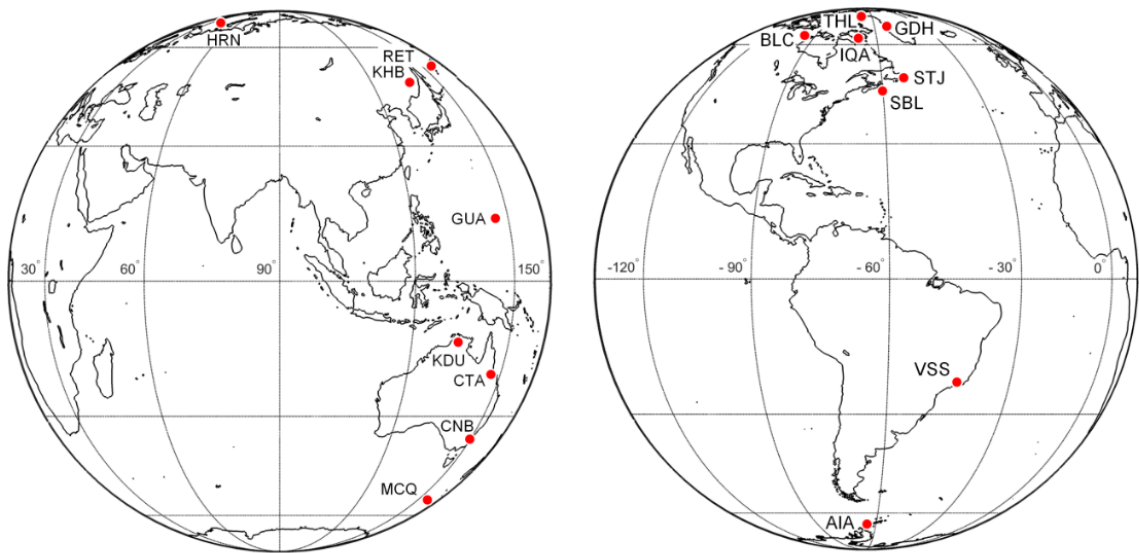 HRN
RET
KHB
GUA
30°
60°
90°
150°
KDU
CTA
CNB
MCQ
THL
GDH
BLC
IQA
STJ
SBL
-120°
-90°
-60°
-30°
0°
VSS
AIA